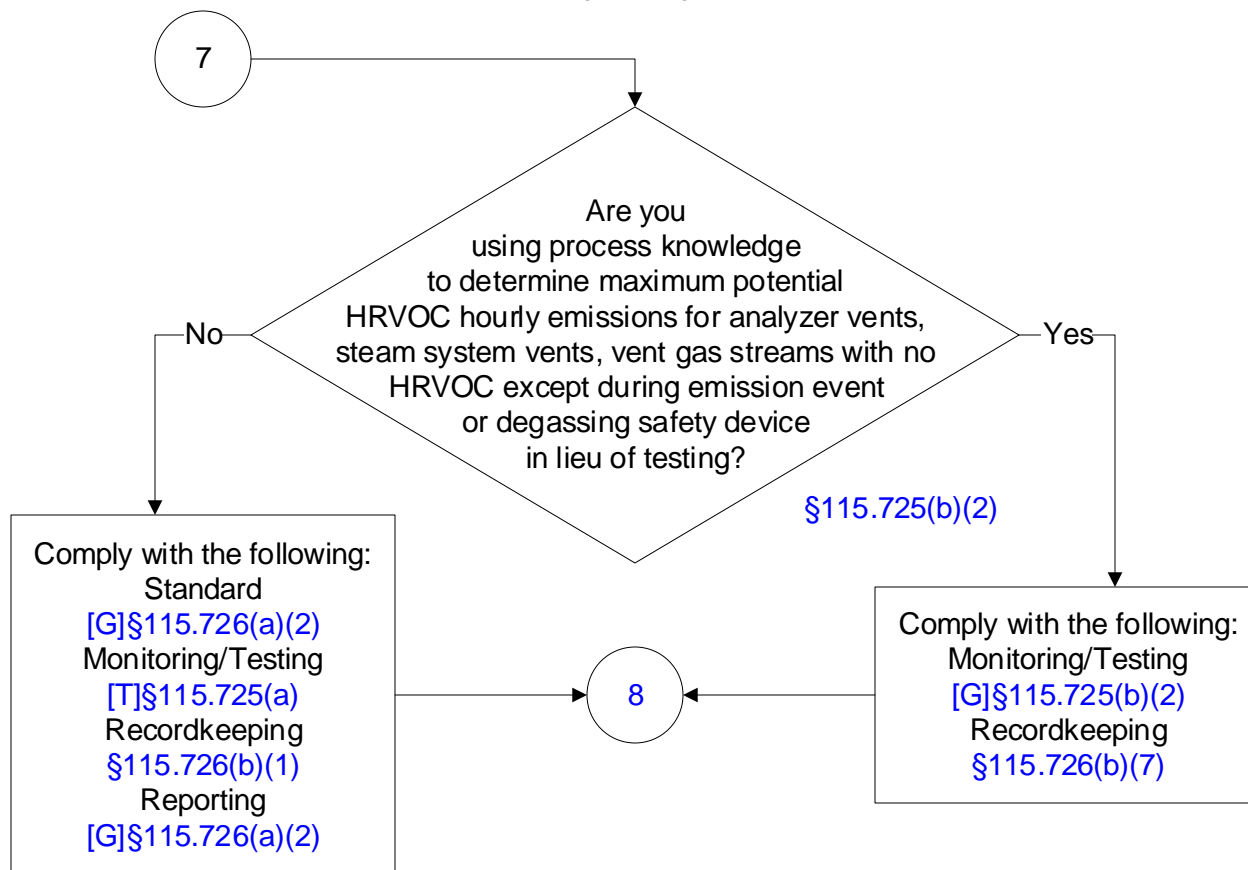 7
Are you
using process knowledge
to determine maximum potential
HRVOC hourly emissions for analyzer vents,
steam system vents, vent gas streams with no
HRVOC except during emission event
or degassing safety device
in lieu of testing?
No
Yes
§115.725(b)(2)
Comply with the following:
Standard
[G]§115.726(a)(2)
Monitoring/Testing
[T]§115.725(a)
Recordkeeping
§115.726(b)(1)
Reporting
[G]§115.726(a)(2)
8
Comply with the following:
Monitoring/Testing
[G]§115.725(b)(2)
Recordkeeping
§115.726(b)(7)